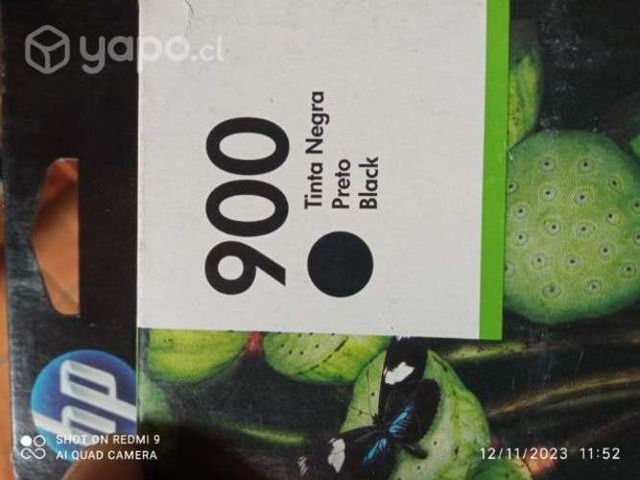 yapo.cl
900
Tinta Negra
Preto
Black
hp
SHOT ON REDMI 9
AI QUAD CAMERA
12/11/2023 11:52